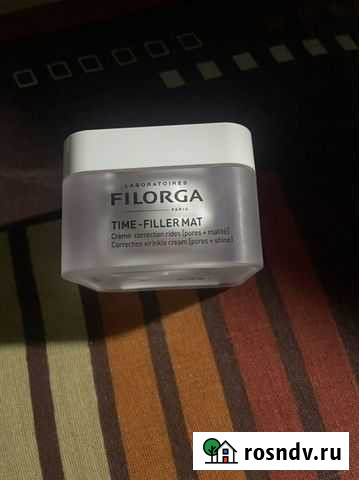 LABORATOIRES
FILORGA
PARIS
TIME-FILLER MAT
Crème correction rides [pores + matité]
Correction wrinkle cream [pores + shine]
rosndv.ru